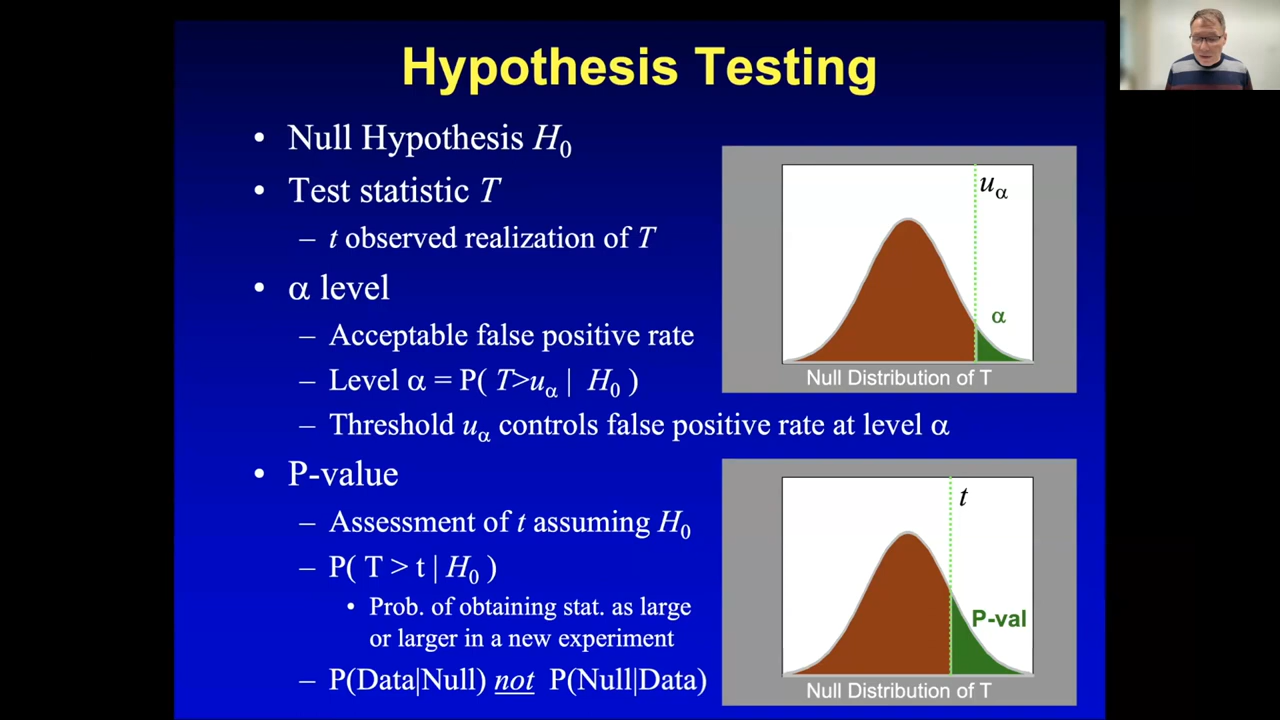 Hypothesis Testing
• Null Hypothesis H₀
• Test statistic T
– t observed realization of T
• α level
– Acceptable false positive rate
– Level α = P( T>uα | H₀ )
– Threshold uα controls false positive rate at level α
• P-value
– Assessment of t assuming H₀
– P( T > t | H₀ )
• Prob. of obtaining stat. as large
or larger in a new experiment
– P(Data|Null) not P(Null|Data)
uα
α
Null Distribution of T
t
P-val
Null Distribution of T